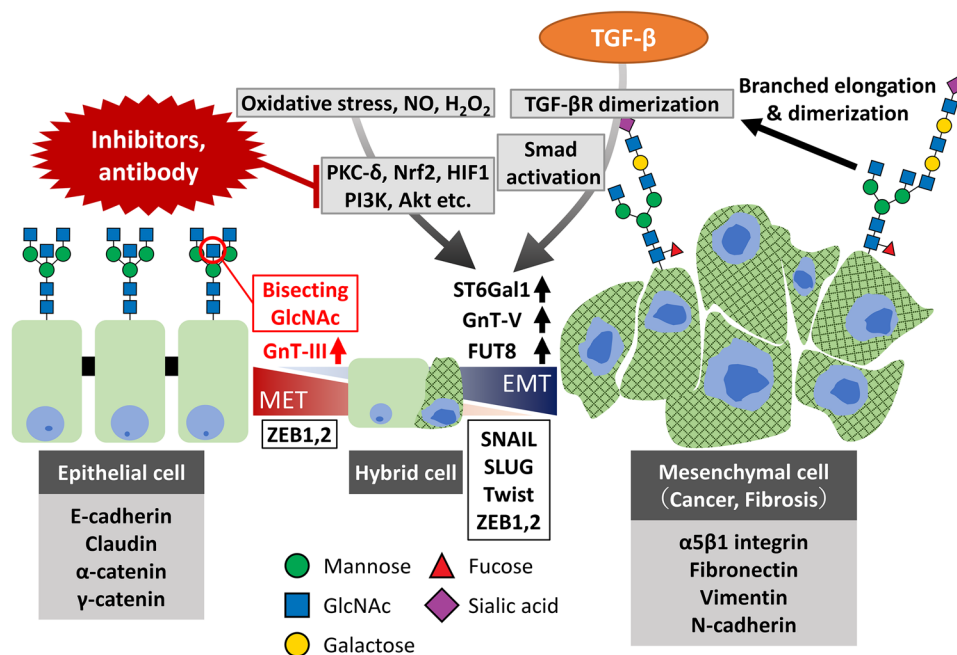 TGF-β
Oxidative stress, NO, H₂O₂
TGF-βR dimerization
Branched elongation
& dimerization
Inhibitors,
antibody
PKC-δ, Nrf2, HIF1
PI3K, Akt etc.
Smad
activation
Bisecting
GlcNAc
GnT-III
ST6Gal1
GnT-V
FUT8
MET
EMT
ZEB1,2
SNAIL
SLUG
Twist
ZEB1,2
Epithelial cell
E-cadherin
Claudin
α-catenin
γ-catenin
Hybrid cell
Mesenchymal cell
（Cancer, Fibrosis）
α5β1 integrin
Fibronectin
Vimentin
N-cadherin
Mannose
Fucose
GlcNAc
Sialic acid
Galactose